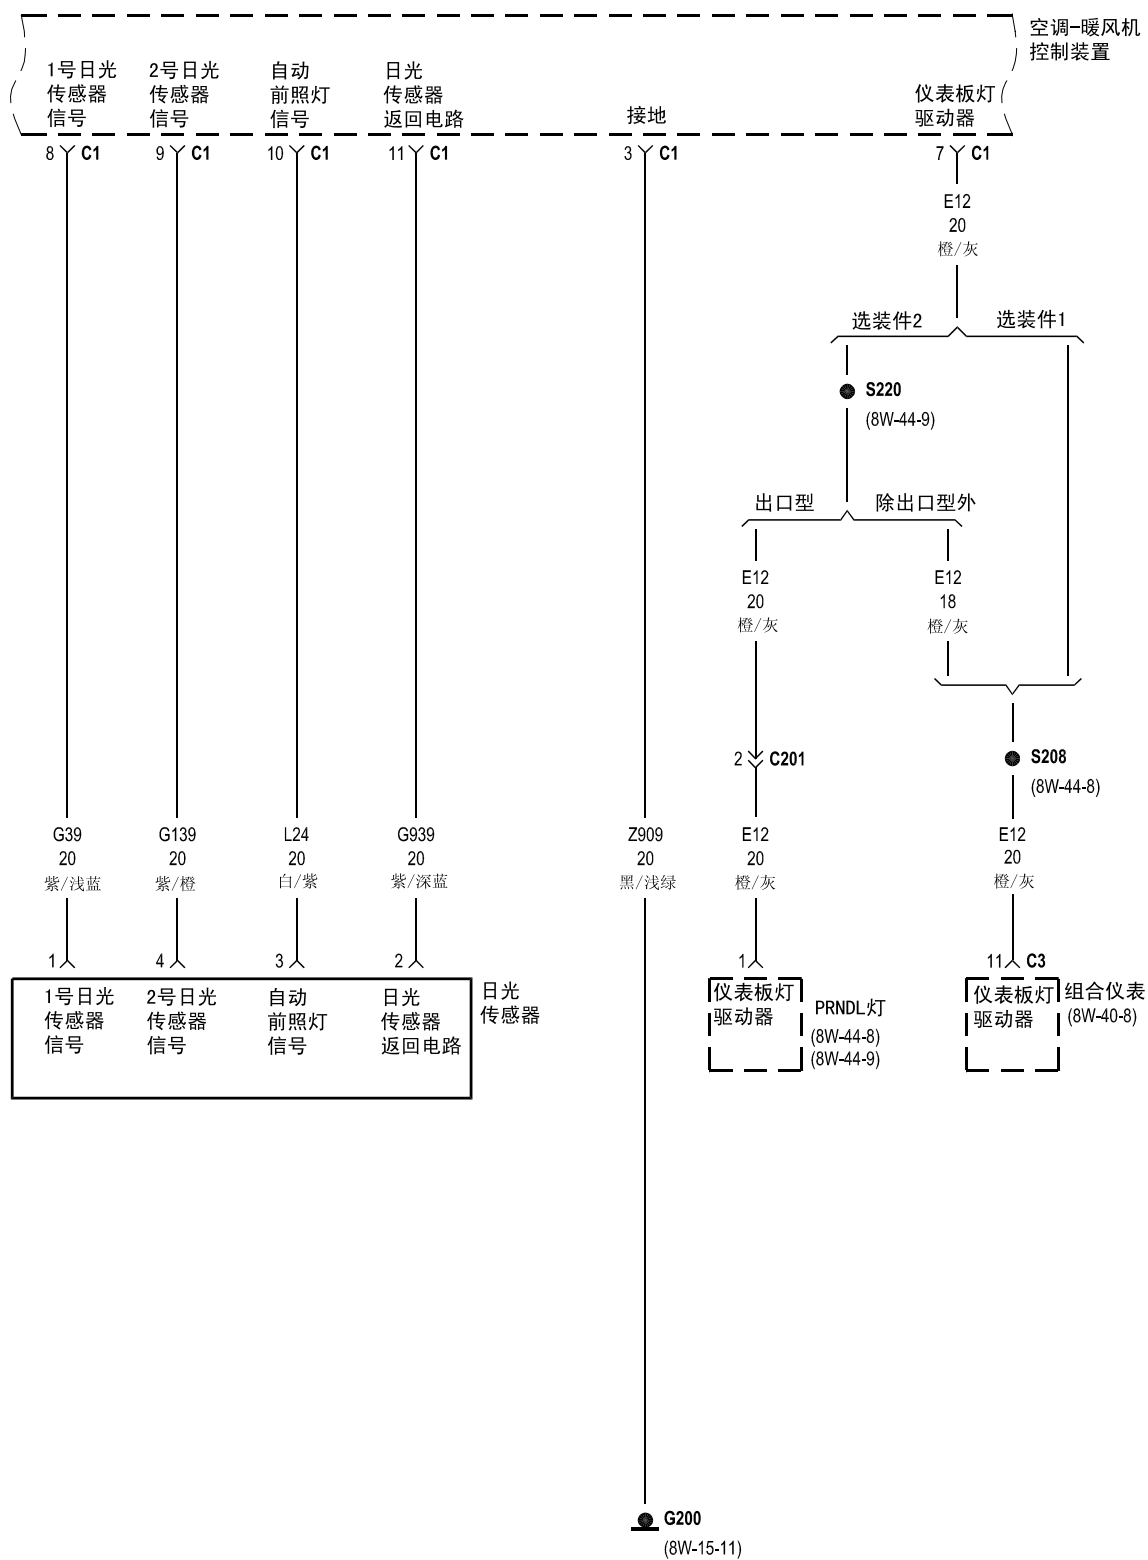 空调-暖风机
控制装置
1号日光
传感器
信号
2号日光
传感器
信号
自动
前照灯
信号
日光
传感器
返回电路
接地
仪表板灯
驱动器
8 C1
9 C1
10 C1
11 C1
3 C1
7 C1
E12
20
橙/灰
选装件2
选装件1
S220
(8W-44-9)
出口型
除出口型外
E12
20
橙/灰
E12
18
橙/灰
2 C201
S208
(8W-44-8)
G39
20
紫/浅蓝
G139
20
紫/橙
L24
20
白/紫
G939
20
紫/深蓝
Z909
20
黑/浅绿
E12
20
橙/灰
E12
20
橙/灰
1
4
3
2
1
11 C3
1号日光
传感器
信号
2号日光
传感器
信号
自动
前照灯
信号
日光
传感器
返回电路
日光
传感器
仪表板灯
驱动器
PRNDL灯
(8W-44-8)
(8W-44-9)
仪表板灯
驱动器
组合仪表
(8W-40-8)
G200
(8W-15-11)